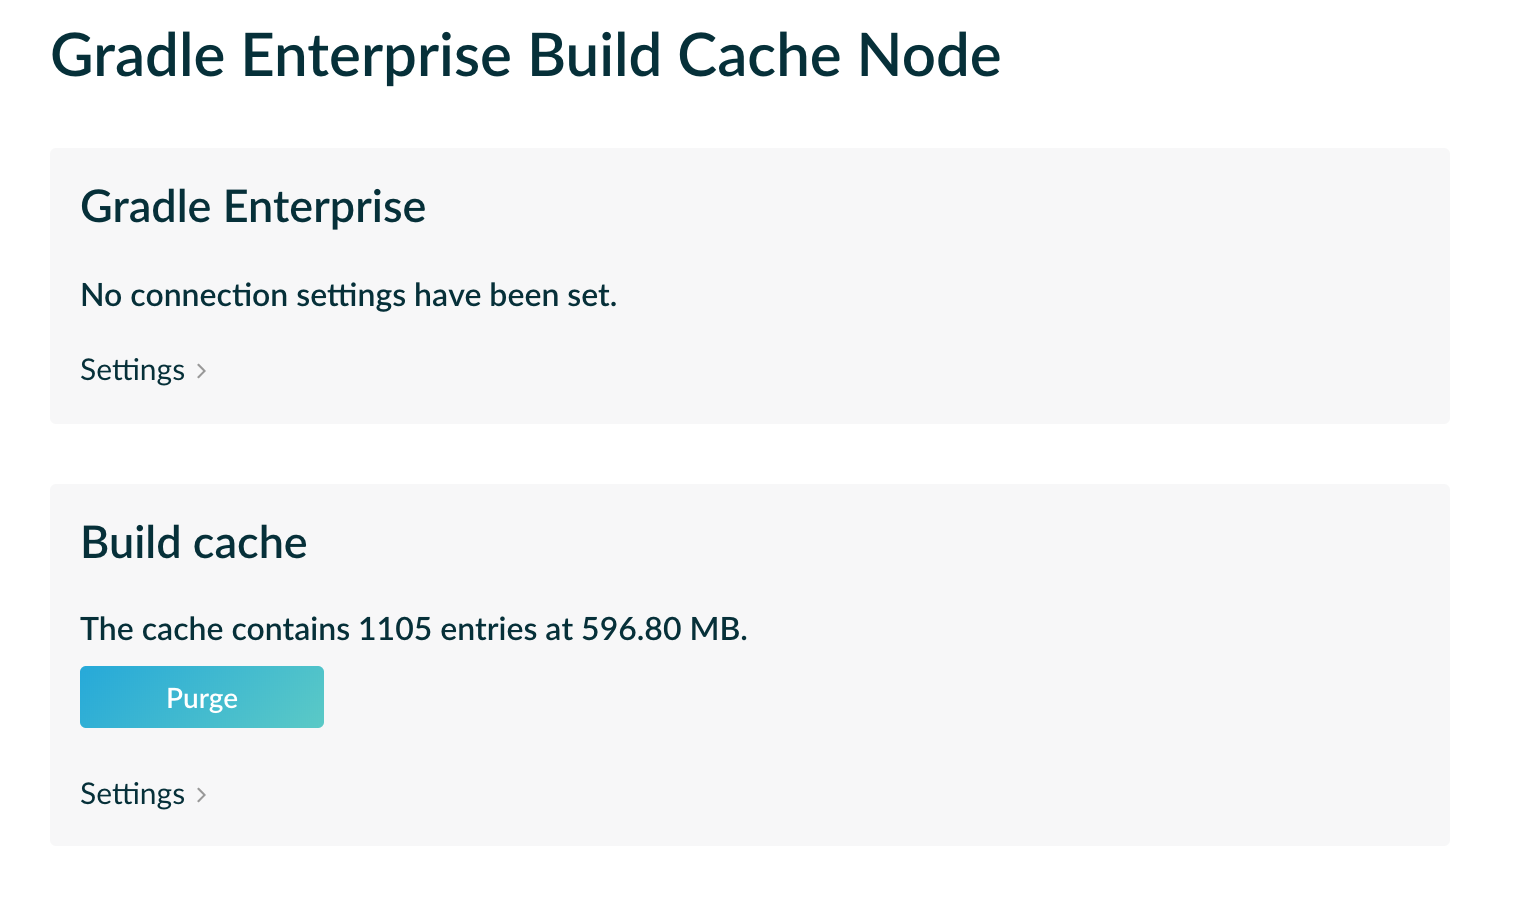 Gradle Enterprise Build Cache Node
Gradle Enterprise
No connection settings have been set.
Settings
Build cache
The cache contains 1105 entries at 596.80 MB.
Purge
Settings